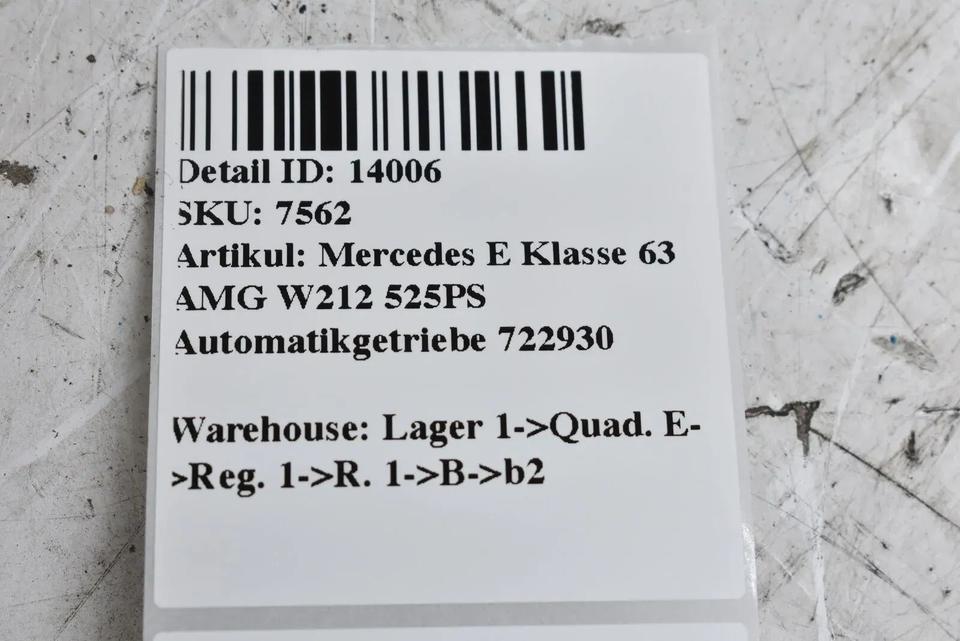 Detail ID: 14006
SKU: 7562
Artikul: Mercedes E Klasse 63
AMG W212 525PS
Automatikgetriebe 722930
Warehouse: Lager 1->Quad. E-
>Reg. 1->R. 1->B->b2